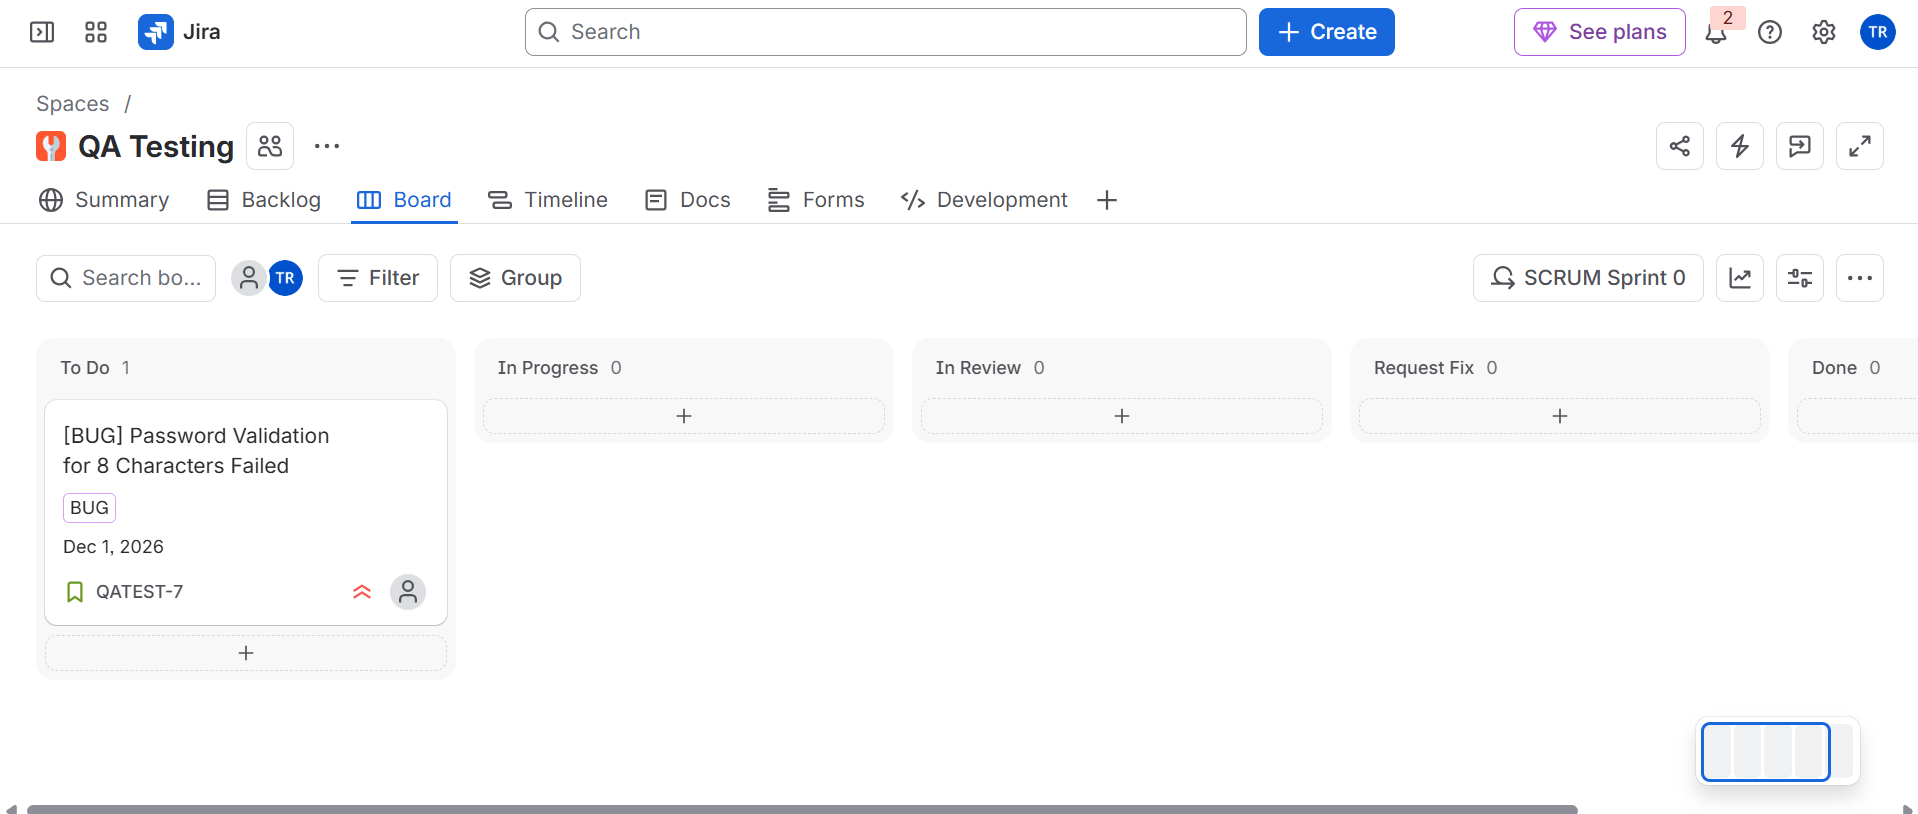 Jira
Search
Create
See plans
2
TR
Spaces /
QA Testing
Summary
Backlog
Board
Timeline
Docs
Forms
Development
Search bo...
TR
Filter
Group
SCRUM Sprint 0
To Do 1
In Progress 0
In Review 0
Request Fix 0
Done 0
[BUG] Password Validation
for 8 Characters Failed
BUG
Dec 1, 2026
QATEST-7